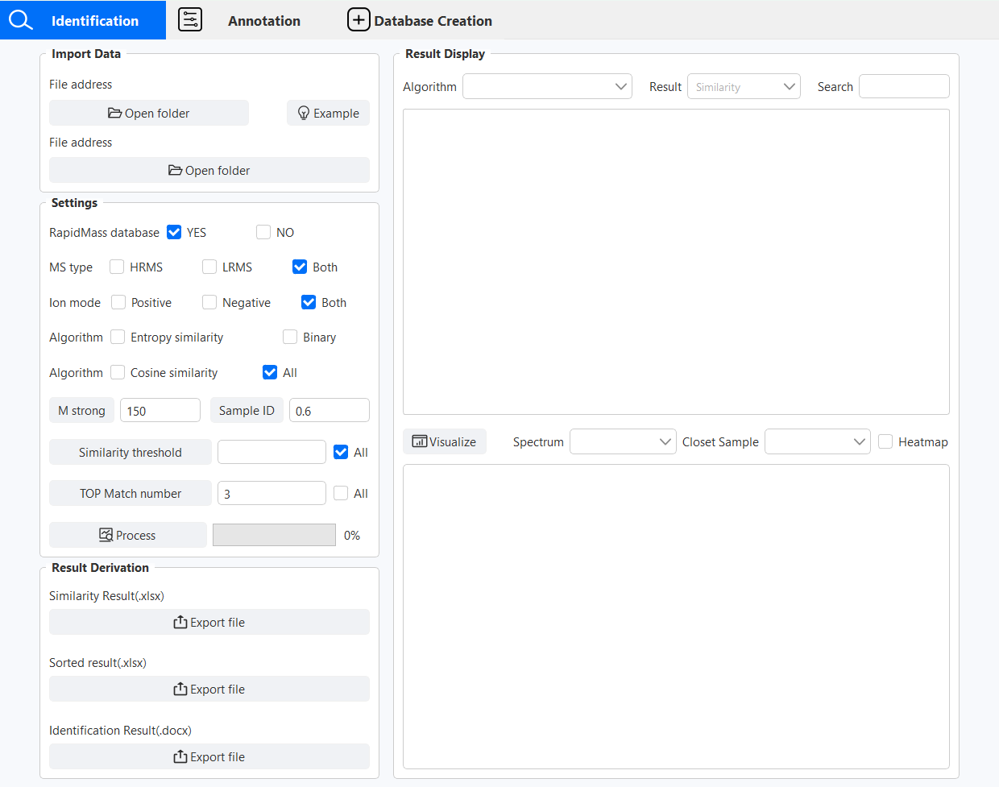 Identification
Annotation
Database Creation
Import Data
File address
Open folder
Example
File address
Open folder
Settings
RapidMass database YES NO
MS type HRMS LRMS Both
Ion mode Positive Negative Both
Algorithm Entropy similarity Binary
Algorithm Cosine similarity All
M strong 150 Sample ID 0.6
Similarity threshold All
TOP Match number 3 All
Process 0%
Result Derivation
Similarity Result(.xlsx)
Export file
Sorted result(.xlsx)
Export file
Identification Result(.docx)
Export file
Result Display
Algorithm Result Similarity Search
Visualize Spectrum Closet Sample Heatmap